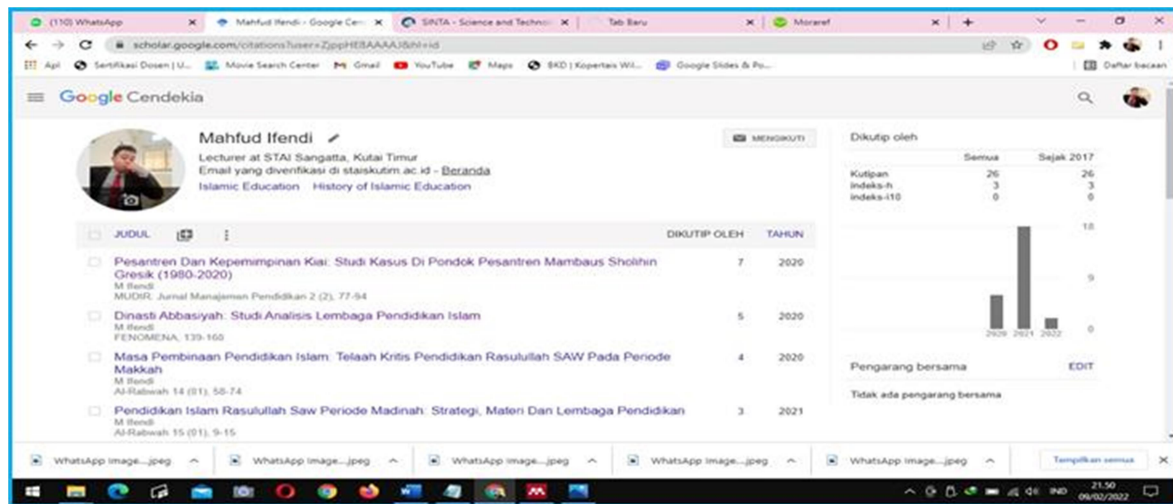 (110) WhatsApp
Mahfud Ifendi - Google Cen
SINTA - Science and Technol
Tab Baru
Moraref
scholar.google.com/citations?user=ZjppHEBAAAAJ&hl=id
Apl
Sertifikasi Dosen | U...
Movie Search Center
Gmail
YouTube
Maps
BKD | Kopertais Wil...
Google Slides & Po...
Daftar bacaan
Google Cendekia
Mahfud Ifendi
MENGIKUTI
Lecturer at STAI Sangatta, Kutai Timur
Email yang diverifikasi di staiskutim.ac.id - Beranda
Islamic Education History of Islamic Education
JUDUL DIKUTIP OLEH TAHUN
Pesantren Dan Kepemimpinan Kiai: Studi Kasus Di Pondok Pesantren Mambaus Sholihin 7 2020
Gresik (1980-2020)
M Ifendi
MUDIR: Jurnal Manajemen Pendidikan 2 (2), 77-94
Dinasti Abbasiyah: Studi Analisis Lembaga Pendidikan Islam 5 2020
M Ifendi
FENOMENA, 139-160
Masa Pembinaan Pendidikan Islam: Telaah Kritis Pendidikan Rasulullah SAW Pada Periode 4 2020
Makkah
M Ifendi
Al-Rabwah 14 (01), 58-74
Pendidikan Islam Rasulullah Saw Periode Madinah: Strategi, Materi Dan Lembaga Pendidikan 3 2021
M Ifendi
Al-Rabwah 15 (01), 9-15
Dikutip oleh
Semua Sejak 2017
Kutipan 26 26
indeks-h 3 3
indeks-i10 0 0
18
9
0
2020 2021 2022
Pengarang bersama EDIT
Tidak ada pengarang bersama
WhatsApp Image....jpeg
WhatsApp Image....jpeg
WhatsApp Image....jpeg
WhatsApp Image....jpeg
WhatsApp Image....jpeg
Tampilkan semua
IND
21.50
09/02/2022